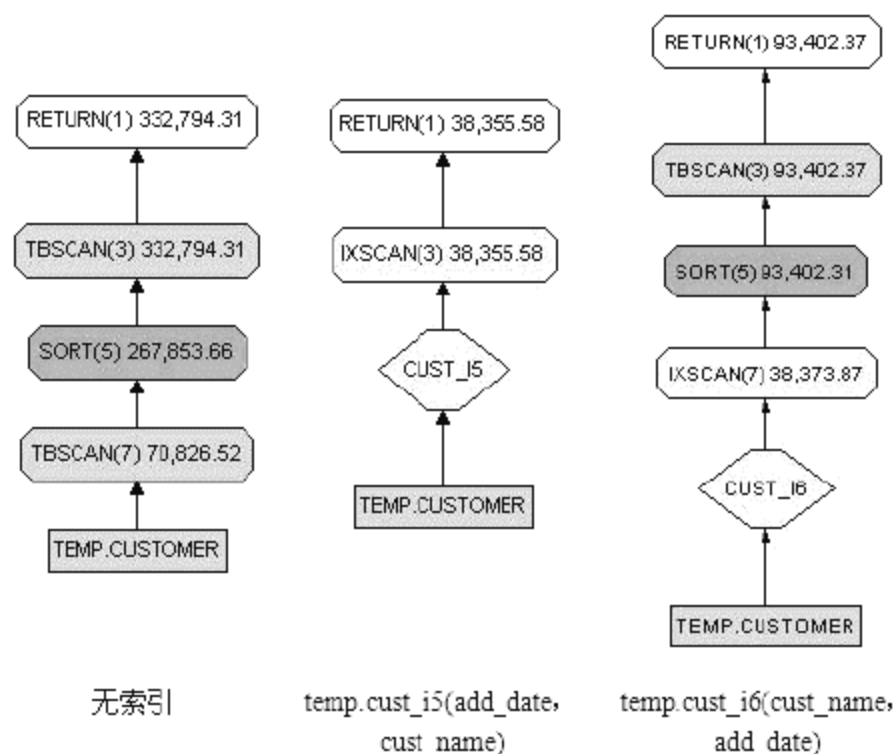 RETURN(1) 332,794.31
TBSCAN(3) 332,794.31
SORT(5) 267,853.66
TBSCAN(7) 70,826.52
TEMP.CUSTOMER
无索引
RETURN(1) 38,355.58
IXSCAN(3) 38,355.58
CUST_I5
TEMP.CUSTOMER
temp.cust_i5(add_date，
cust_name)
RETURN(1) 93,402.37
TBSCAN(3) 93,402.37
SORT(5) 93,402.31
IXSCAN(7) 38,373.87
CUST_I6
TEMP.CUSTOMER
temp.cust_i6(cust_name，
add_date)